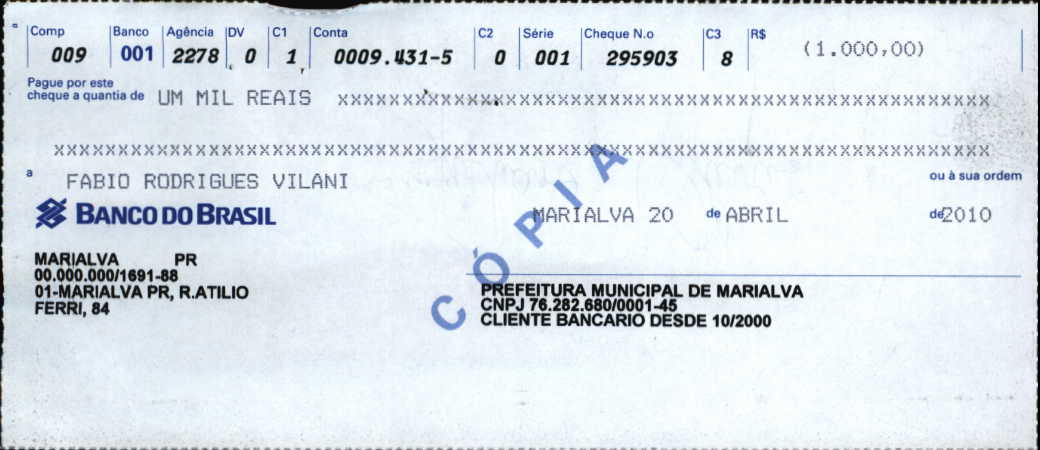 Comp Banco Agência DV C1 Conta C2 Série Cheque N.o C3 R$
009 001 2278 0 1 0009.431-5 0 001 295903 8 (1.000,00)
Pague por este
cheque a quantia de UM MIL REAIS XXXXXXXXXXXXXXXXXXXXXXXXXXXXXXXXXXXXXXXXXXXXXXXXXXXXXXXXXXX
XXXXXXXXXXXXXXXXXXXXXXXXXXXXXXXXXXXXXXXXXXXXXXXXXXXXXXXXXXXXXXXXXXXXXXXXXXXXXXXXXXX
a FABIO RODRIGUES VILANI ou à sua ordem
BANCO DO BRASIL
MARIALVA 20 de ABRIL de 2010
CÓPIA
MARIALVA PR
00.000.000/1691-88
01-MARIALVA PR, R.ATILIO
FERRI, 84
PREFEITURA MUNICIPAL DE MARIALVA
CNPJ 76.282.680/0001-45
CLIENTE BANCARIO DESDE 10/2000